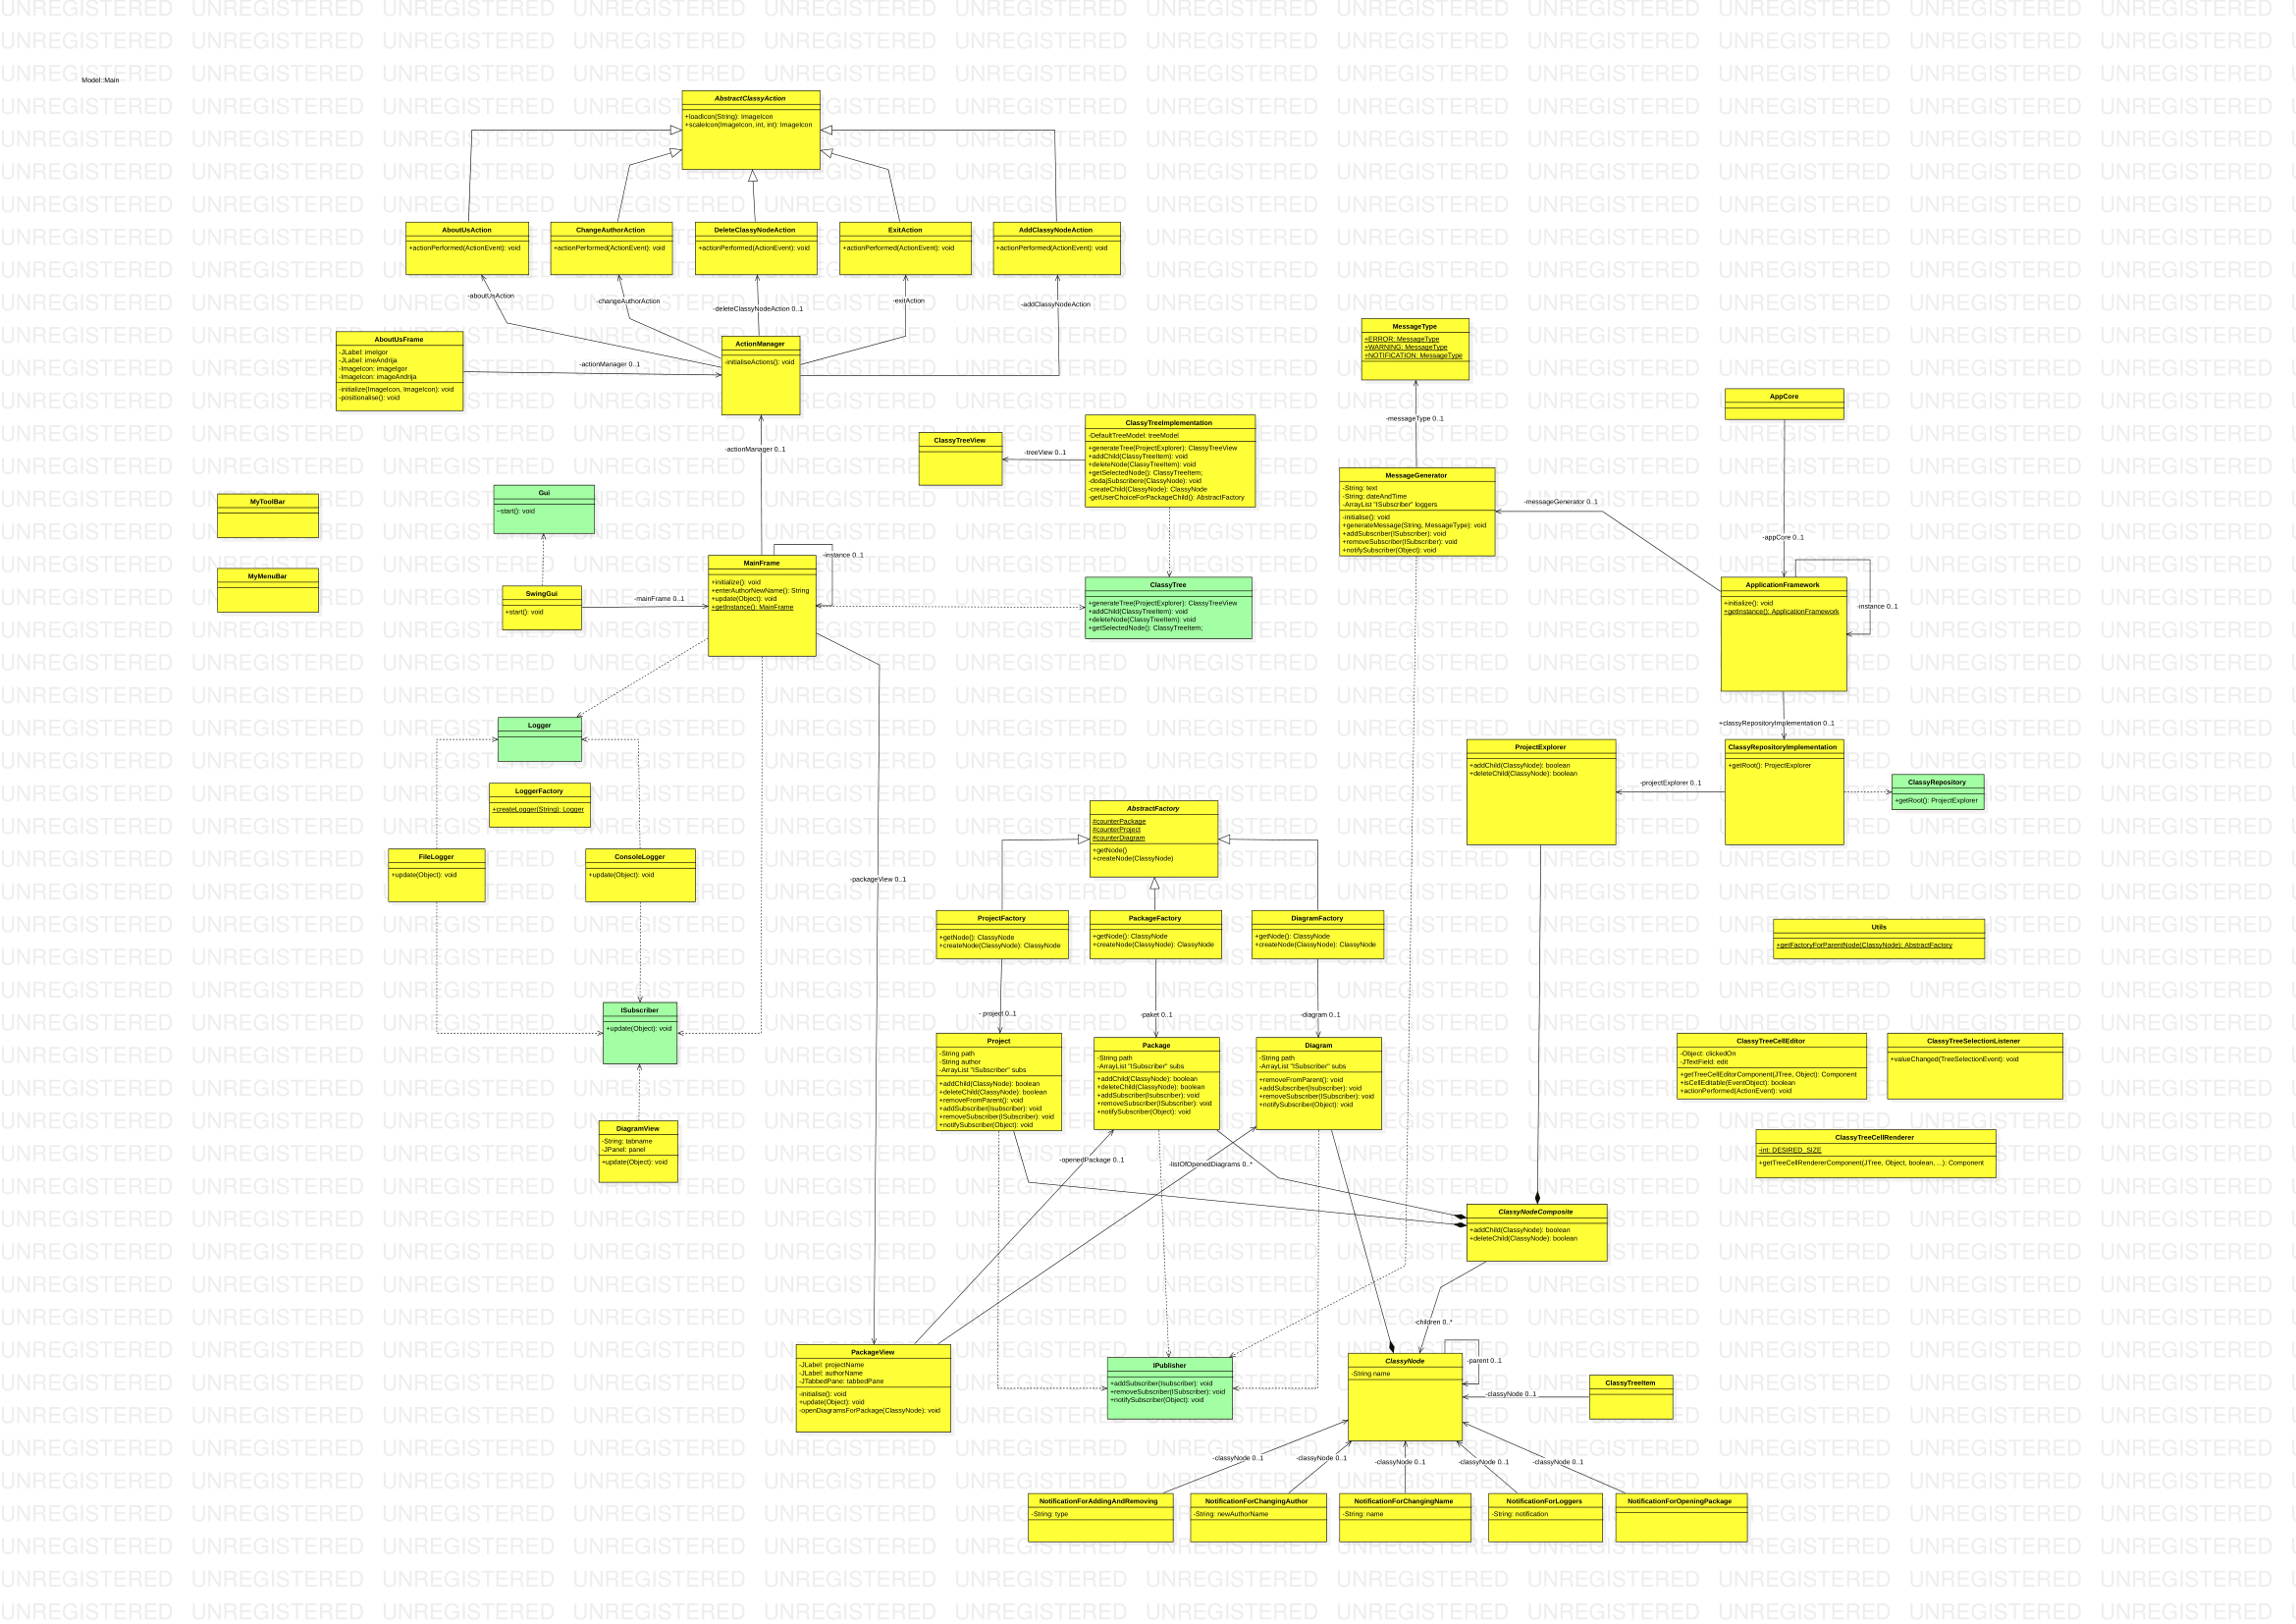 UNREGISTERED
Model::Main
AbstractClassyAction
+loadIcon(String): ImageIcon
+scaleIcon(ImageIcon, int, int): ImageIcon
AboutUsAction
+actionPerformed(ActionEvent): void
ChangeAuthorAction
+actionPerformed(ActionEvent): void
DeleteClassyNodeAction
+actionPerformed(ActionEvent): void
ExitAction
+actionPerformed(ActionEvent): void
AddClassyNodeAction
+actionPerformed(ActionEvent): void
-aboutUsAction
-changeAuthorAction
-deleteClassyNodeAction 0..1
-exitAction
-addClassyNodeAction
AboutUsFrame
-JLabel: imeIgor
-JLabel: imeAndrija
-ImageIcon: imageIgor
-ImageIcon: imageAndrija
-initialize(ImageIcon, ImageIcon): void
-positionalise(): void
-actionManager 0..1
ActionManager
-initialiseActions(): void
-actionManager 0..1
MessageType
+ERROR: MessageType
+WARNING: MessageType
+NOTIFICATION: MessageType
-messageType 0..1
AppCore
-appCore 0..1
ClassyTreeView
-treeView 0..1
ClassyTreeImplementation
-DefaultTreeModel: treeModel
+generateTree(ProjectExplorer): ClassyTreeView
+addChild(ClassyTreeItem): void
+deleteNode(ClassyTreeItem): void
+getSelectedNode(): ClassyTreeItem;
-dodajSubscribere(ClassyNode): void
-createChild(ClassyNode): ClassyNode
-getUserChoiceForPackageChild(): AbstractFactory
MessageGenerator
-String: text
-String: dateAndTime
-ArrayList "ISubscriber" loggers
-initialise(): void
+generateMessage(String, MessageType): void
+addSubscriber(ISubscriber): void
+removeSubscriber(ISubscriber): void
+notifySubscriber(Object): void
-messageGenerator 0..1
MyToolBar
MyMenuBar
Gui
~start(): void
SwingGui
+start(): void
-mainFrame 0..1
MainFrame
+initialize(): void
+enterAuthorNewName(): String
+update(Object): void
+getInstance(): MainFrame
-instance 0..1
ClassyTree
+generateTree(ProjectExplorer): ClassyTreeView
+addChild(ClassyTreeItem): void
+deleteNode(ClassyTreeItem): void
+getSelectedNode(): ClassyTreeItem;
ApplicationFramework
+initialize(): void
+getInstance(): ApplicationFramework
-instance 0..1
+classyRepositoryImplementation 0..1
Logger
LoggerFactory
+createLogger(String): Logger
FileLogger
+update(Object): void
ConsoleLogger
+update(Object): void
-packageView 0..1
ProjectExplorer
+addChild(ClassyNode): boolean
+deleteChild(ClassyNode): boolean
-projectExplorer 0..1
ClassyRepositoryImplementation
+getRoot(): ProjectExplorer
ClassyRepository
+getRoot(): ProjectExplorer
AbstractFactory
#counterPackage
#counterProject
#counterDiagram
+getNode()
+createNode(ClassyNode)
ProjectFactory
+getNode(): ClassyNode
+createNode(ClassyNode): ClassyNode
PackageFactory
+getNode(): ClassyNode
+createNode(ClassyNode): ClassyNode
DiagramFactory
+getNode(): ClassyNode
+createNode(ClassyNode): ClassyNode
- project 0..1
-paket 0..1
-diagram 0..1
Utils
+getFactoryForParentNode(ClassyNode): AbstractFactory
ISubscriber
+update(Object): void
DiagramView
-String: tabname
-JPanel: panel
+update(Object): void
Project
-String path
-String author
-ArrayList "ISubscriber" subs
+addChild(ClassyNode): boolean
+deleteChild(ClassyNode): boolean
+removeFromParent(): void
+addSubscriber(Isubscriber): void
+removeSubscriber(ISubscriber): void
+notifySubscriber(Object): void
Package
-String path
-ArrayList "ISubscriber" subs
+addChild(ClassyNode): boolean
+deleteChild(ClassyNode): boolean
+addSubscriber(Isubscriber): void
+removeSubscriber(ISubscriber): void
+notifySubscriber(Object): void
Diagram
-String path
-ArrayList "ISubscriber" subs
+removeFromParent(): void
+addSubscriber(Isubscriber): void
+removeSubscriber(ISubscriber): void
+notifySubscriber(Object): void
ClassyTreeCellEditor
-Object: clickedOn
-JTextField: edit
+getTreeCellEditorComponent(JTree, Object): Component
+isCellEditable(EventObject): boolean
+actionPerformed(ActionEvent): void
ClassyTreeSelectionListener
+valueChanged(TreeSelectionEvent): void
ClassyTreeCellRenderer
-int: DESIRED_SIZE
+getTreeCellRendererComponent(JTree, Object, boolean, ...): Component
-openedPackage 0..1
-listOfOpenedDiagrams 0..*
ClassyNodeComposite
+addChild(ClassyNode): boolean
+deleteChild(ClassyNode): boolean
-children 0..*
PackageView
-JLabel: projectName
-JLabel: authorName
-JTabbedPane: tabbedPane
-initialise(): void
+update(Object): void
-openDiagramsForPackage(ClassyNode): void
IPublisher
+addSubscriber(Isubscriber): void
+removeSubscriber(ISubscriber): void
+notifySubscriber(Object): void
ClassyNode
-String name
-parent 0..1
-classyNode 0..1
ClassyTreeItem
-classyNode 0..1
-classyNode 0..1
-classyNode 0..1
-classyNode 0..1
-classyNode 0..1
NotificationForAddingAndRemoving
-String: type
NotificationForChangingAuthor
-String: newAuthorName
NotificationForChangingName
-String: name
NotificationForLoggers
-String: notification
NotificationForOpeningPackage